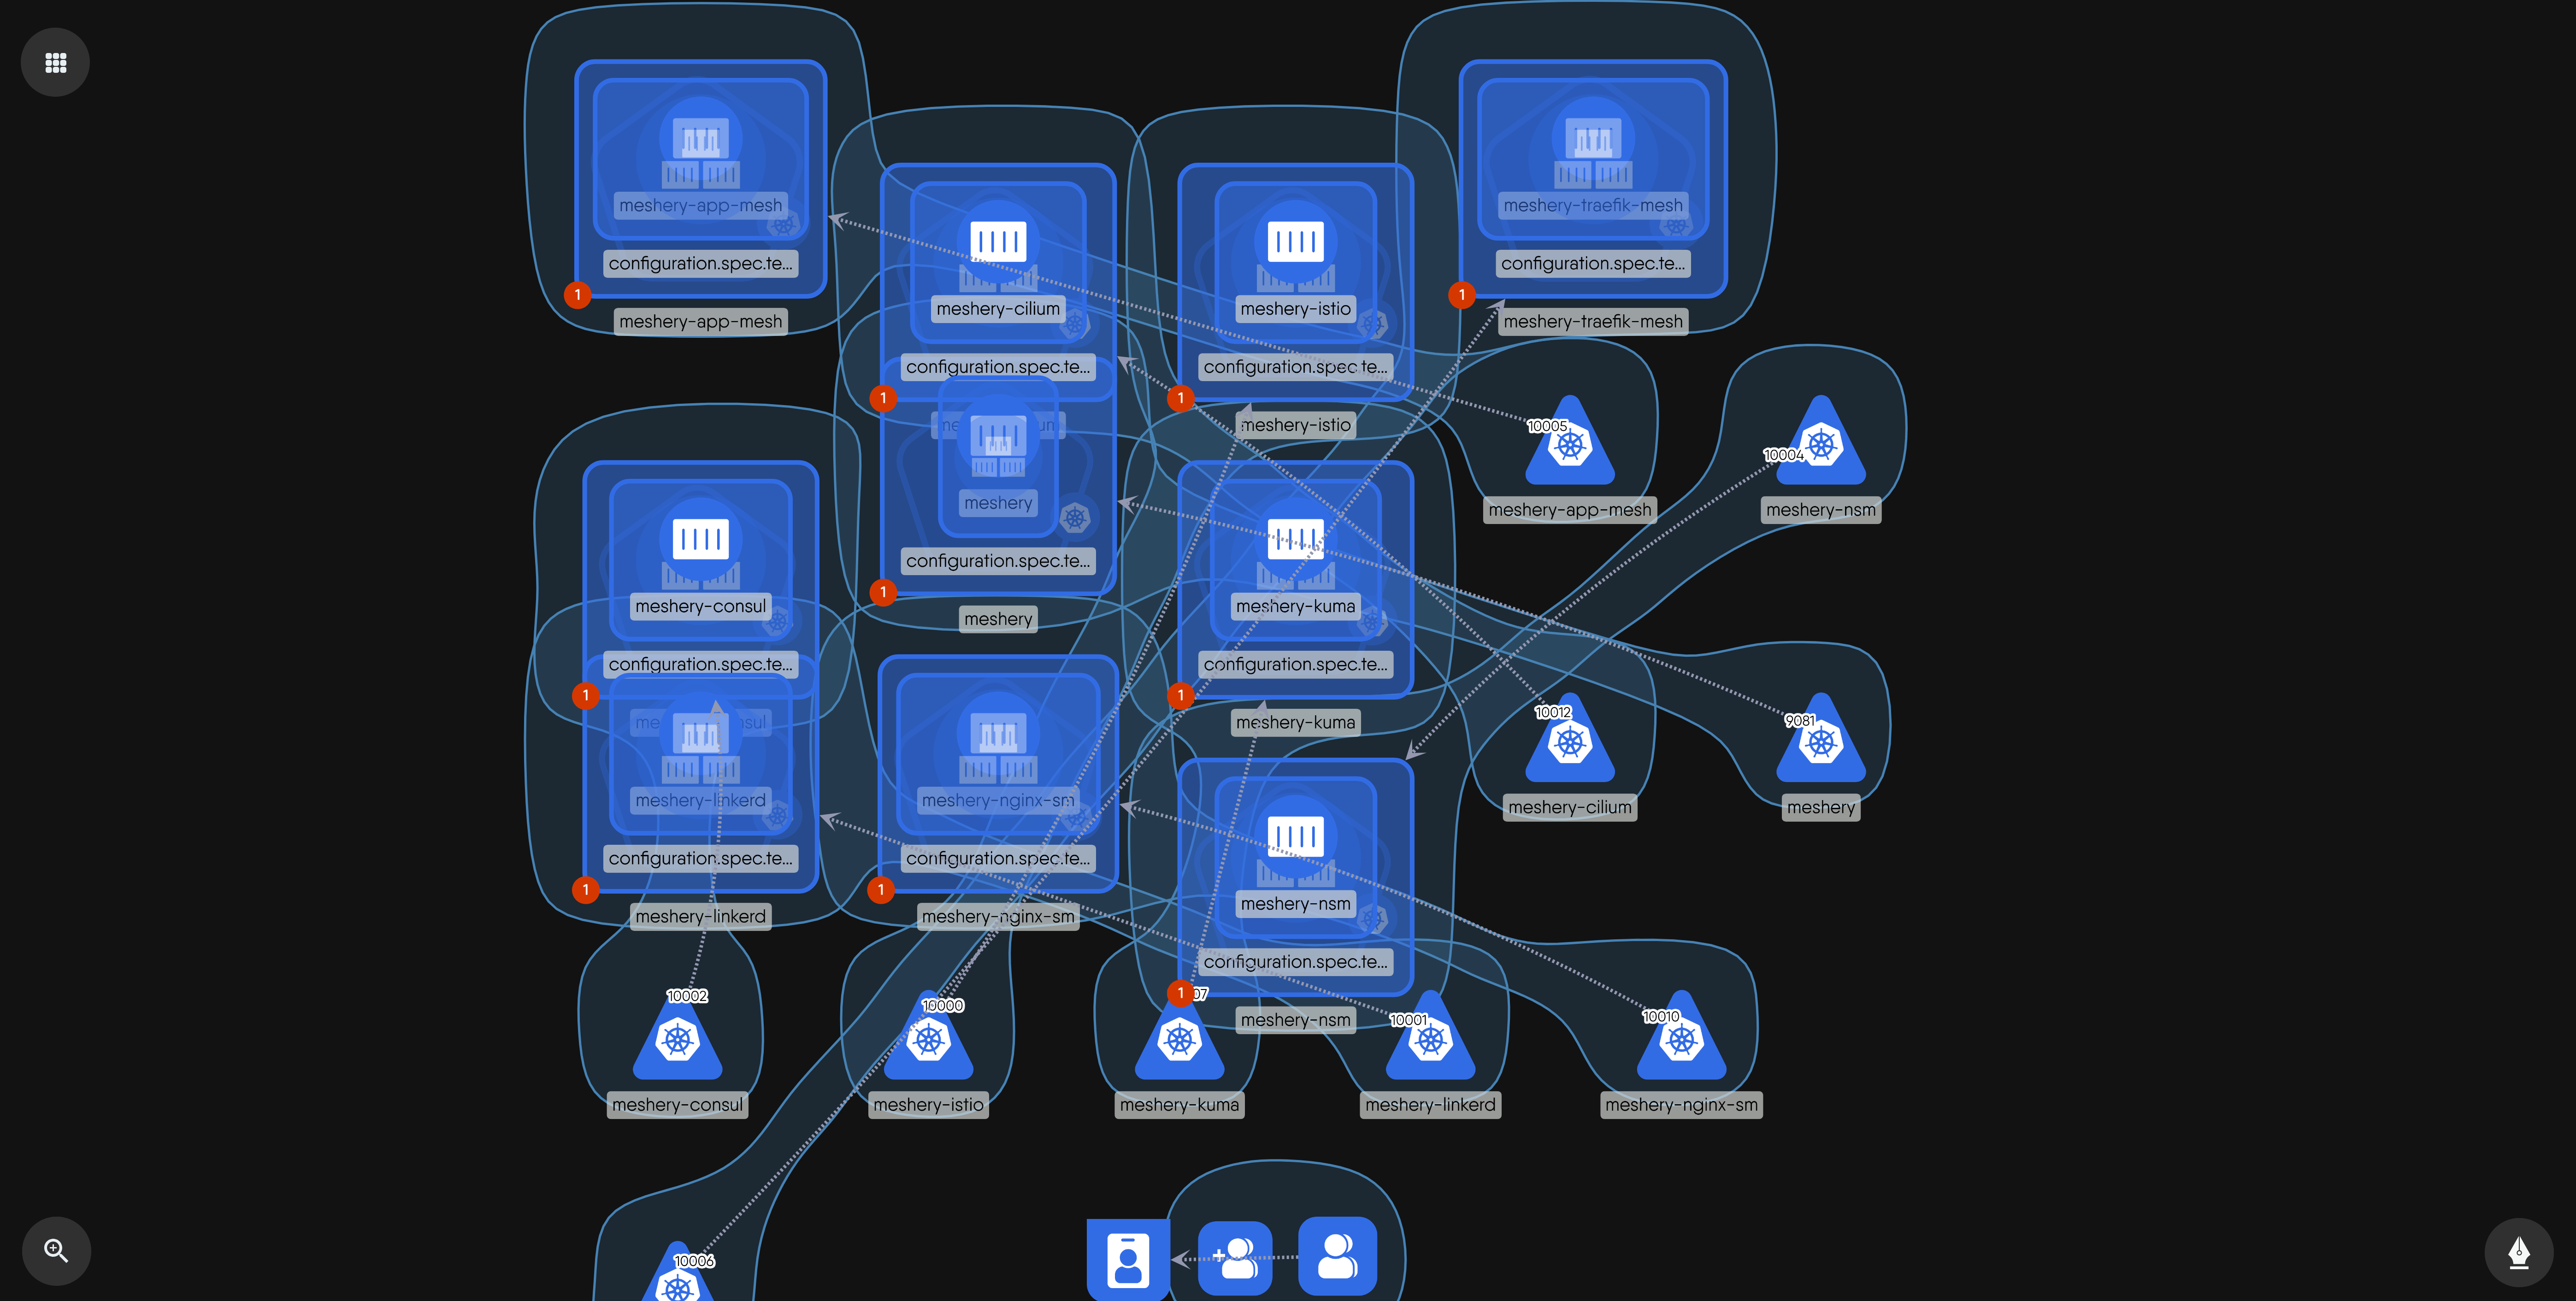 meshery-app-mesh
configuration.spec.te...
1
meshery-app-mesh
meshery-cilium
configuration.spec.te...
1
meshery-istio
configuration.spec.te...
1
meshery-istio
meshery-traefik-mesh
configuration.spec.te...
1
meshery-traefik-mesh
meshery
configuration.spec.te...
1
meshery
10005
meshery-app-mesh
10004
meshery-nsm
meshery-consul
configuration.spec.te...
1
meshery-linkerd
configuration.spec.te...
1
meshery-linkerd
meshery-nginx-sm
configuration.spec.te...
1
meshery-nginx-sm
meshery-kuma
configuration.spec.te...
1
meshery-kuma
meshery-nsm
configuration.spec.te...
1
meshery-nsm
10012
meshery-cilium
9081
meshery
10002
meshery-consul
10000
meshery-istio
07
meshery-kuma
10001
meshery-linkerd
10010
meshery-nginx-sm
10006